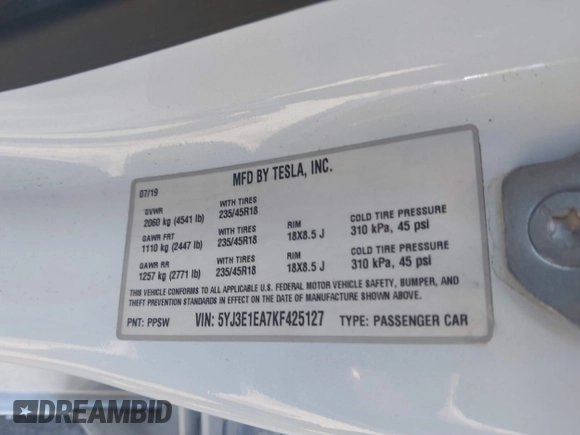 MFD BY TESLA, INC.
07/19
GVWR
2060 kg (4541 lb)
WITH TIRES
235/45R18
GAWR FRT
1110 kg (2447 lb)
WITH TIRES
235/45R18
RIM
18X8.5 J
COLD TIRE PRESSURE
310 kPa, 45 psi
GAWR RR
1257 kg (2771 lb)
WITH TIRES
235/45R18
RIM
18X8.5 J
COLD TIRE PRESSURE
310 kPa, 45 psi
THIS VEHICLE CONFORMS TO ALL APPLICABLE U.S. FEDERAL MOTOR VEHICLE SAFETY, BUMPER, AND
THEFT PREVENTION STANDARDS IN EFFECT ON THE DATE OF MANUFACTURE SHOWN ABOVE.
PNT: PPSW VIN: 5YJ3E1EA7KF425127 TYPE: PASSENGER CAR
DREAMBID